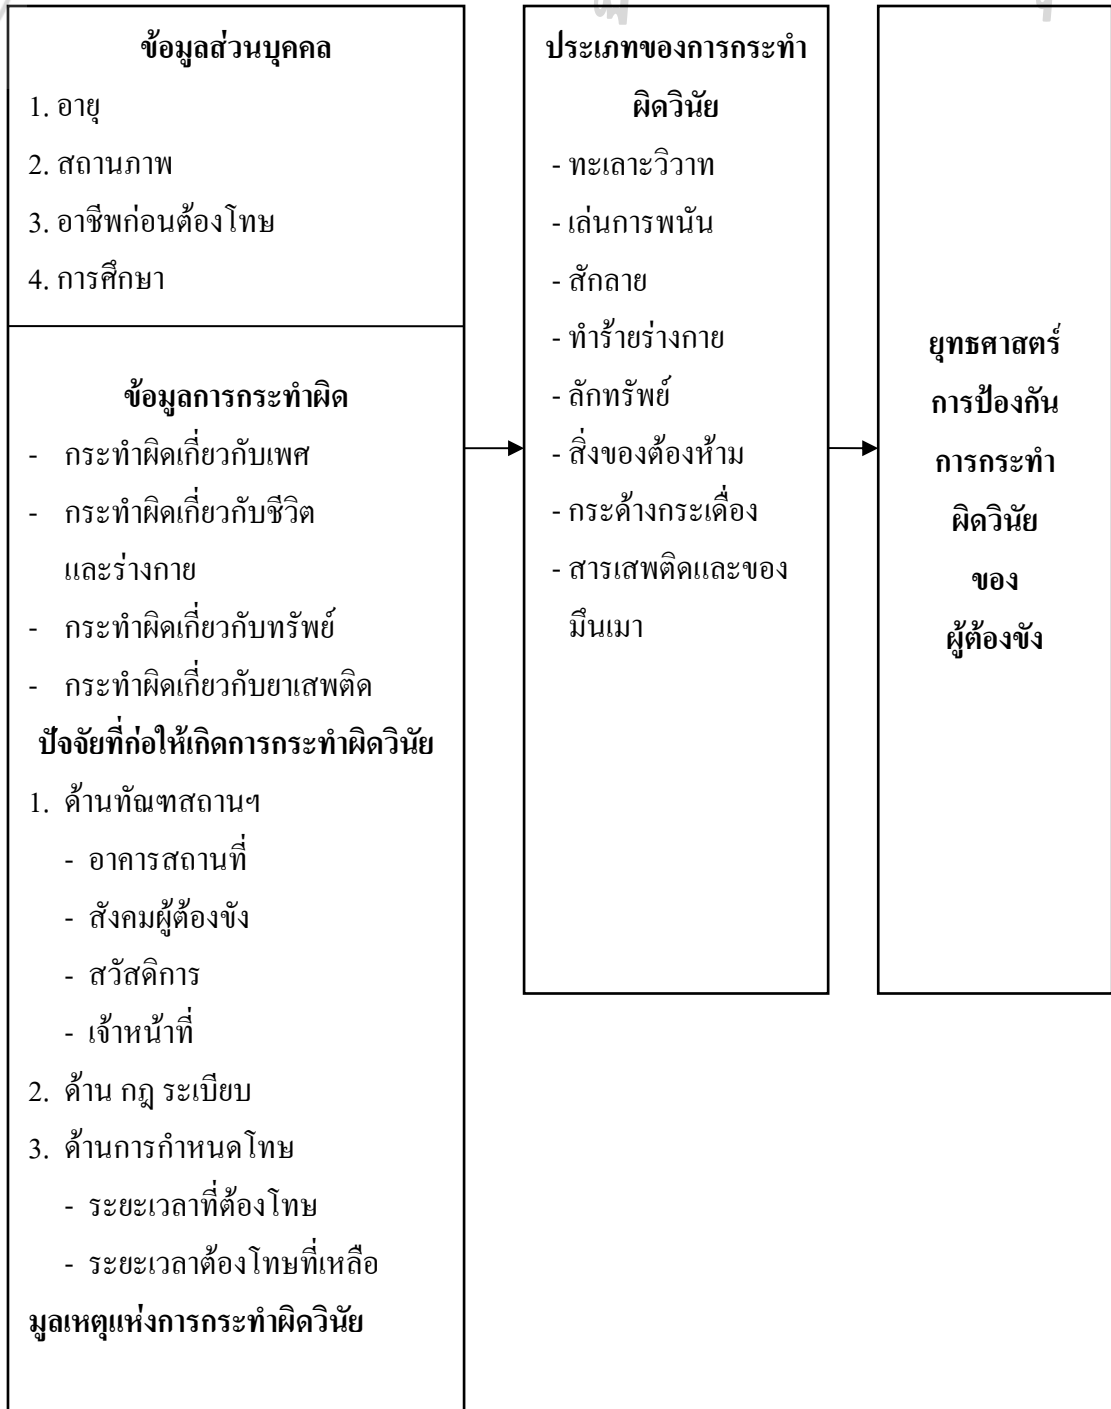 ข้อมูลส่วนบุคคล
1. อายุ
2. สถานภาพ
3. อาชีพก่อนต้องโทษ
4. การศึกษา
ข้อมูลการกระทำผิด
- กระทำผิดเกี่ยวกับเพศ
- กระทำผิดเกี่ยวกับชีวิต
และร่างกาย
- กระทำผิดเกี่ยวกับทรัพย์
- กระทำผิดเกี่ยวกับยาเสพติด
ปัจจัยที่ก่อให้เกิดการกระทำผิดวินัย
1. ด้านทัณฑสถานฯ
- อาคารสถานที่
- สังคมผู้ต้องขัง
- สวัสดิการ
- เจ้าหน้าที่
2. ด้าน กฎ ระเบียบ
3. ด้านการกำหนดโทษ
- ระยะเวลาที่ต้องโทษ
- ระยะเวลาต้องโทษที่เหลือ
มูลเหตุแห่งการกระทำผิดวินัย
ประเภทของการกระทำ
ผิดวินัย
- ทะเลาะวิวาท
- เล่นการพนัน
- สักลาย
- ทำร้ายร่างกาย
- ลักทรัพย์
- สิ่งของต้องห้าม
- กระด้างกระเดื่อง
- สารเสพติดและของ
มึนเมา
ยุทธศาสตร์
การป้องกัน
การกระทำ
ผิดวินัย
ของ
ผู้ต้องขัง